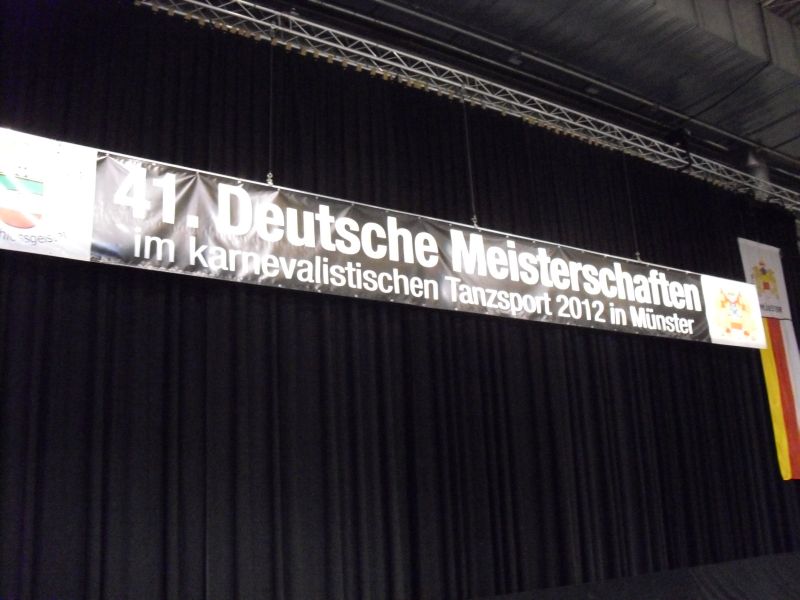 41. Deutsche Meisterschaften
im karnevalistischen Tanzsport 2012 in Münster